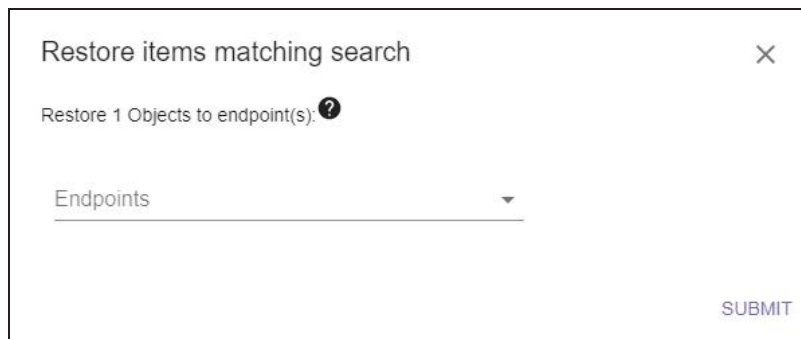 Restore items matching search
Restore 1 Objects to endpoint(s):
Endpoints
SUBMIT